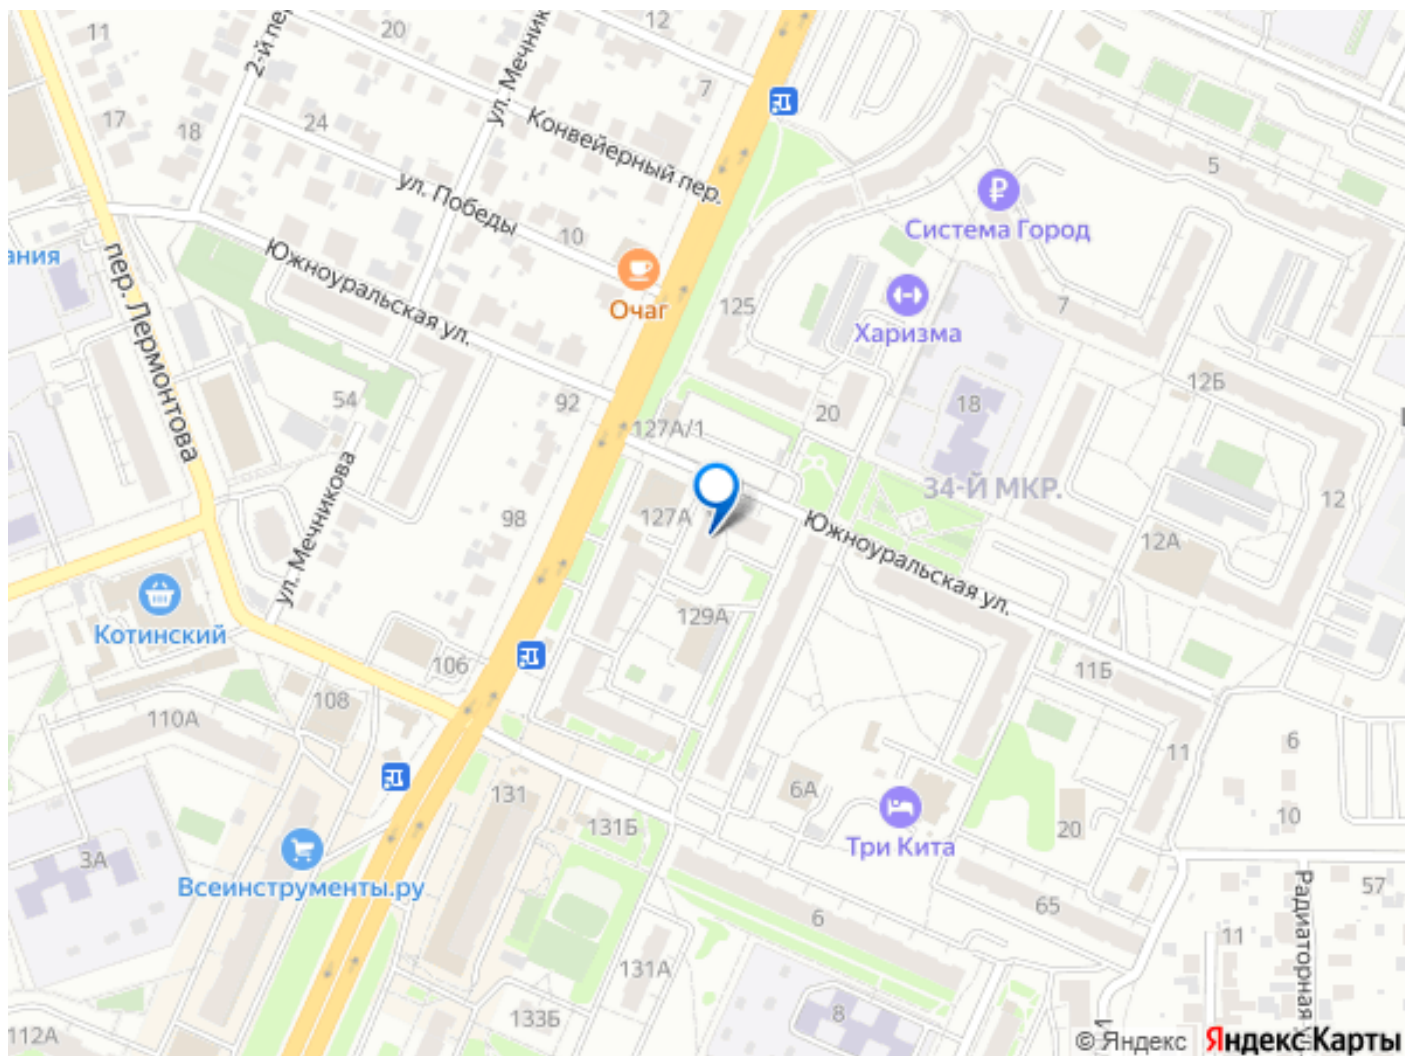 11
20
12
2-й пе
ул. Мечник
7
17
18
24
Конвейерный пер.
5
ул. Победы
10
Система Город
ания
Южноуральская ул.
Очаг
125
7
Харизма
пер. Лермонтова
12Б
54
92
20
18
127А/1
34-Й МКР.
12
ул. Мечникова
98
127А
Южноуральская ул.
12А
Котинский
129А
106
11Б
108
110А
6
11
131
6А
10
131Б
20
Три Кита
3А
Всеинструменты.ру
57
65
6
11
Радиаторная
131А
8
133Б
112А
© Яндекс
Яндекс Карты